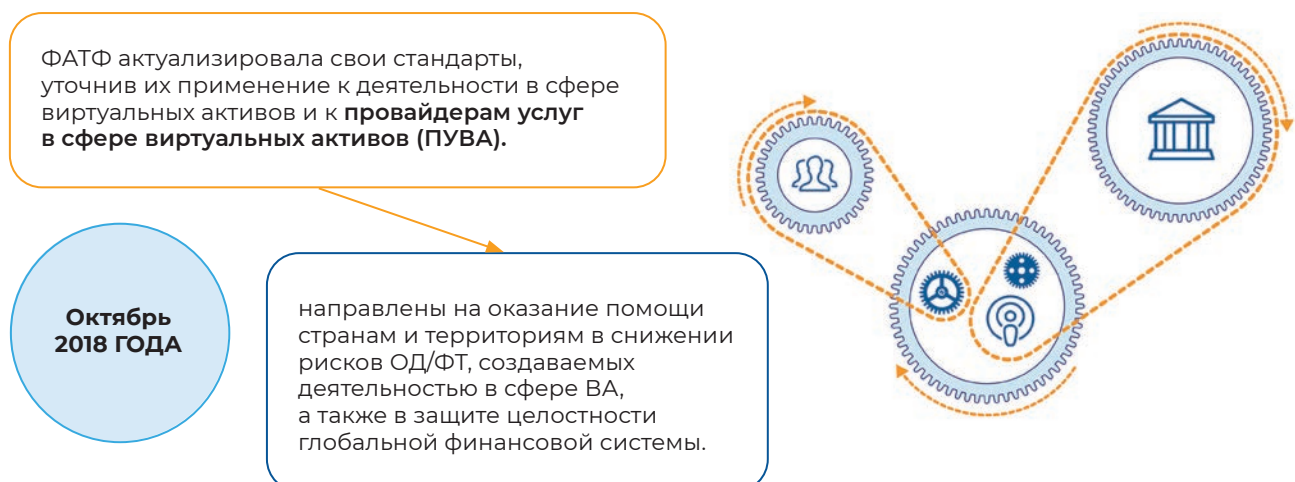 ФАТФ актуализировала свои стандарты,
уточнив их применение к деятельности в сфере
виртуальных активов и к провайдерам услуг
в сфере виртуальных активов (ПУВА).
Октябрь
2018 ГОДА
направлены на оказание помощи
странам и территориям в снижении
рисков ОД/ФТ, создаваемых
деятельностью в сфере ВА,
а также в защите целостности
глобальной финансовой системы.